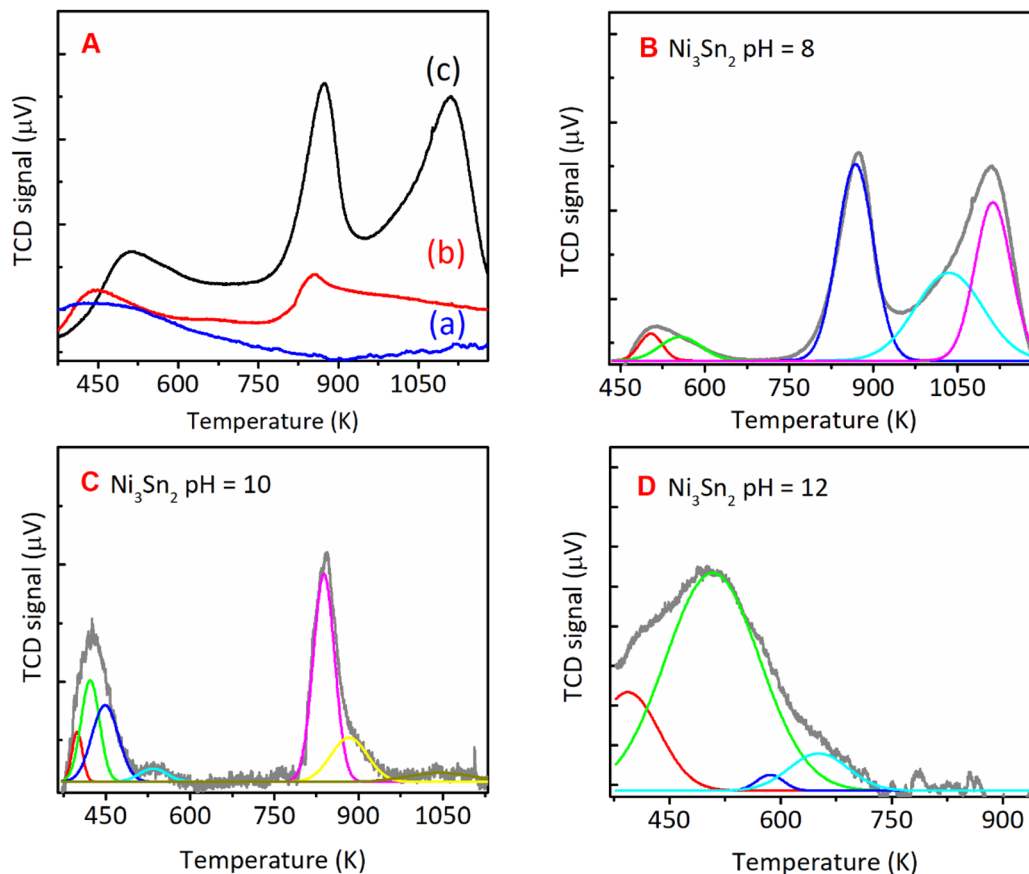 A
(c)
(b)
(a)
TCD signal (μV)
450 600 750 900 1050
Temperature (K)
B Ni₃Sn₂ pH = 8
TCD signal (μV)
450 600 750 900 1050
Temperature (K)
C Ni₃Sn₂ pH = 10
TCD signal (μV)
450 600 750 900 1050
Temperature (K)
D Ni₃Sn₂ pH = 12
TCD signal (μV)
450 600 750 900
Temperature (K)